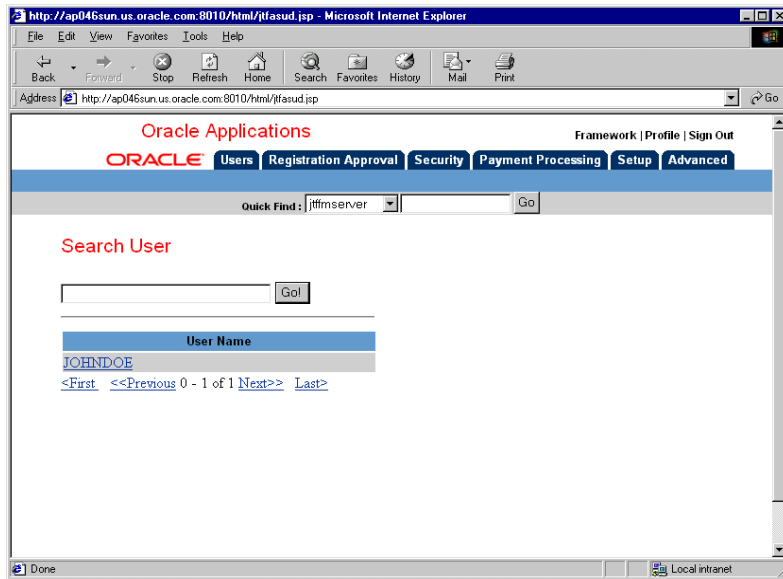 http://ap046sun.us.oracle.com:8010/html/jtfasud.jsp - Microsoft Internet Explorer
File Edit View Favorites Tools Help
Back Forward Stop Refresh Home Search Favorites History Mail Print
Address http://ap046sun.us.oracle.com:8010/html/jtfasud.jsp Go
Oracle Applications
Framework | Profile | Sign Out
ORACLE Users Registration Approval Security Payment Processing Setup Advanced
Quick Find : jtffmserver Go
Search User
Go!
User Name
JOHNDOE
<First <<Previous 0 - 1 of 1 Next>> Last>
Done Local intranet